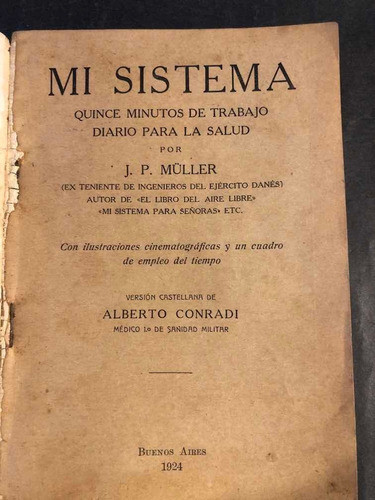 MI SISTEMA
QUINCE MINUTOS DE TRABAJO
DIARIO PARA LA SALUD
POR
J. P. MÜLLER
(EX TENIENTE DE INGENIEROS DEL EJÉRCITO DANÉS)
AUTOR DE «EL LIBRO DEL AIRE LIBRE»
«MI SISTEMA PARA SEÑORAS» ETC.
Con ilustraciones cinematográficas y un cuadro
de empleo del tiempo
VERSIÓN CASTELLANA DE
ALBERTO CONRADI
MÉDICO 1.o DE SANIDAD MILITAR
BUENOS AIRES
1924